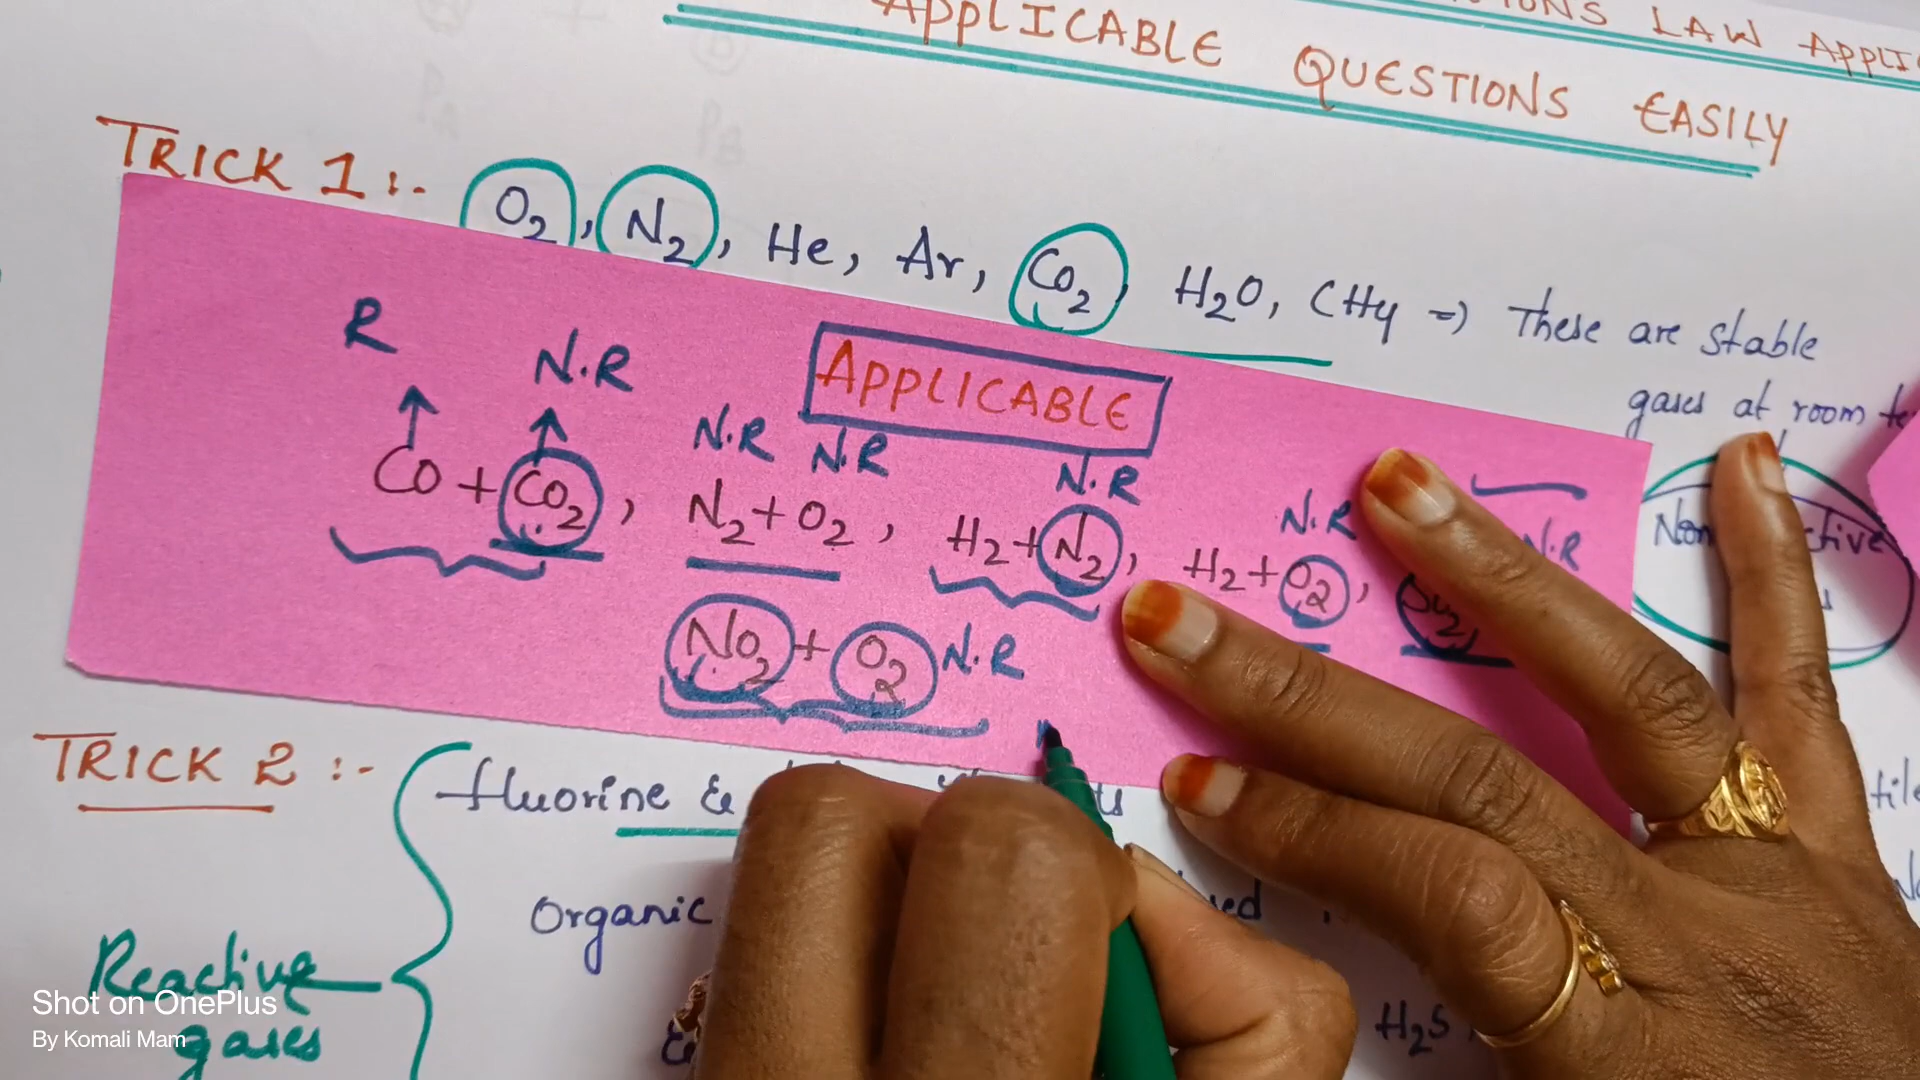 LAW APPLI
APPLICABLE QUESTIONS EASILY
TRICK 1 :- O2, N2, He, Ar, CO2, H2O, CH4 => These are stable
gases at room te
R N.R APPLICABLE
N.R N.R N.R N.R N.R
CO + CO2, N2 + O2, H2 + N2, H2 + O2,
NO2 + O2 N.R
TRICK 2 :- fluorine &
Organic
Reactive
gases
H2S
Shot on OnePlus
By Komali Mam